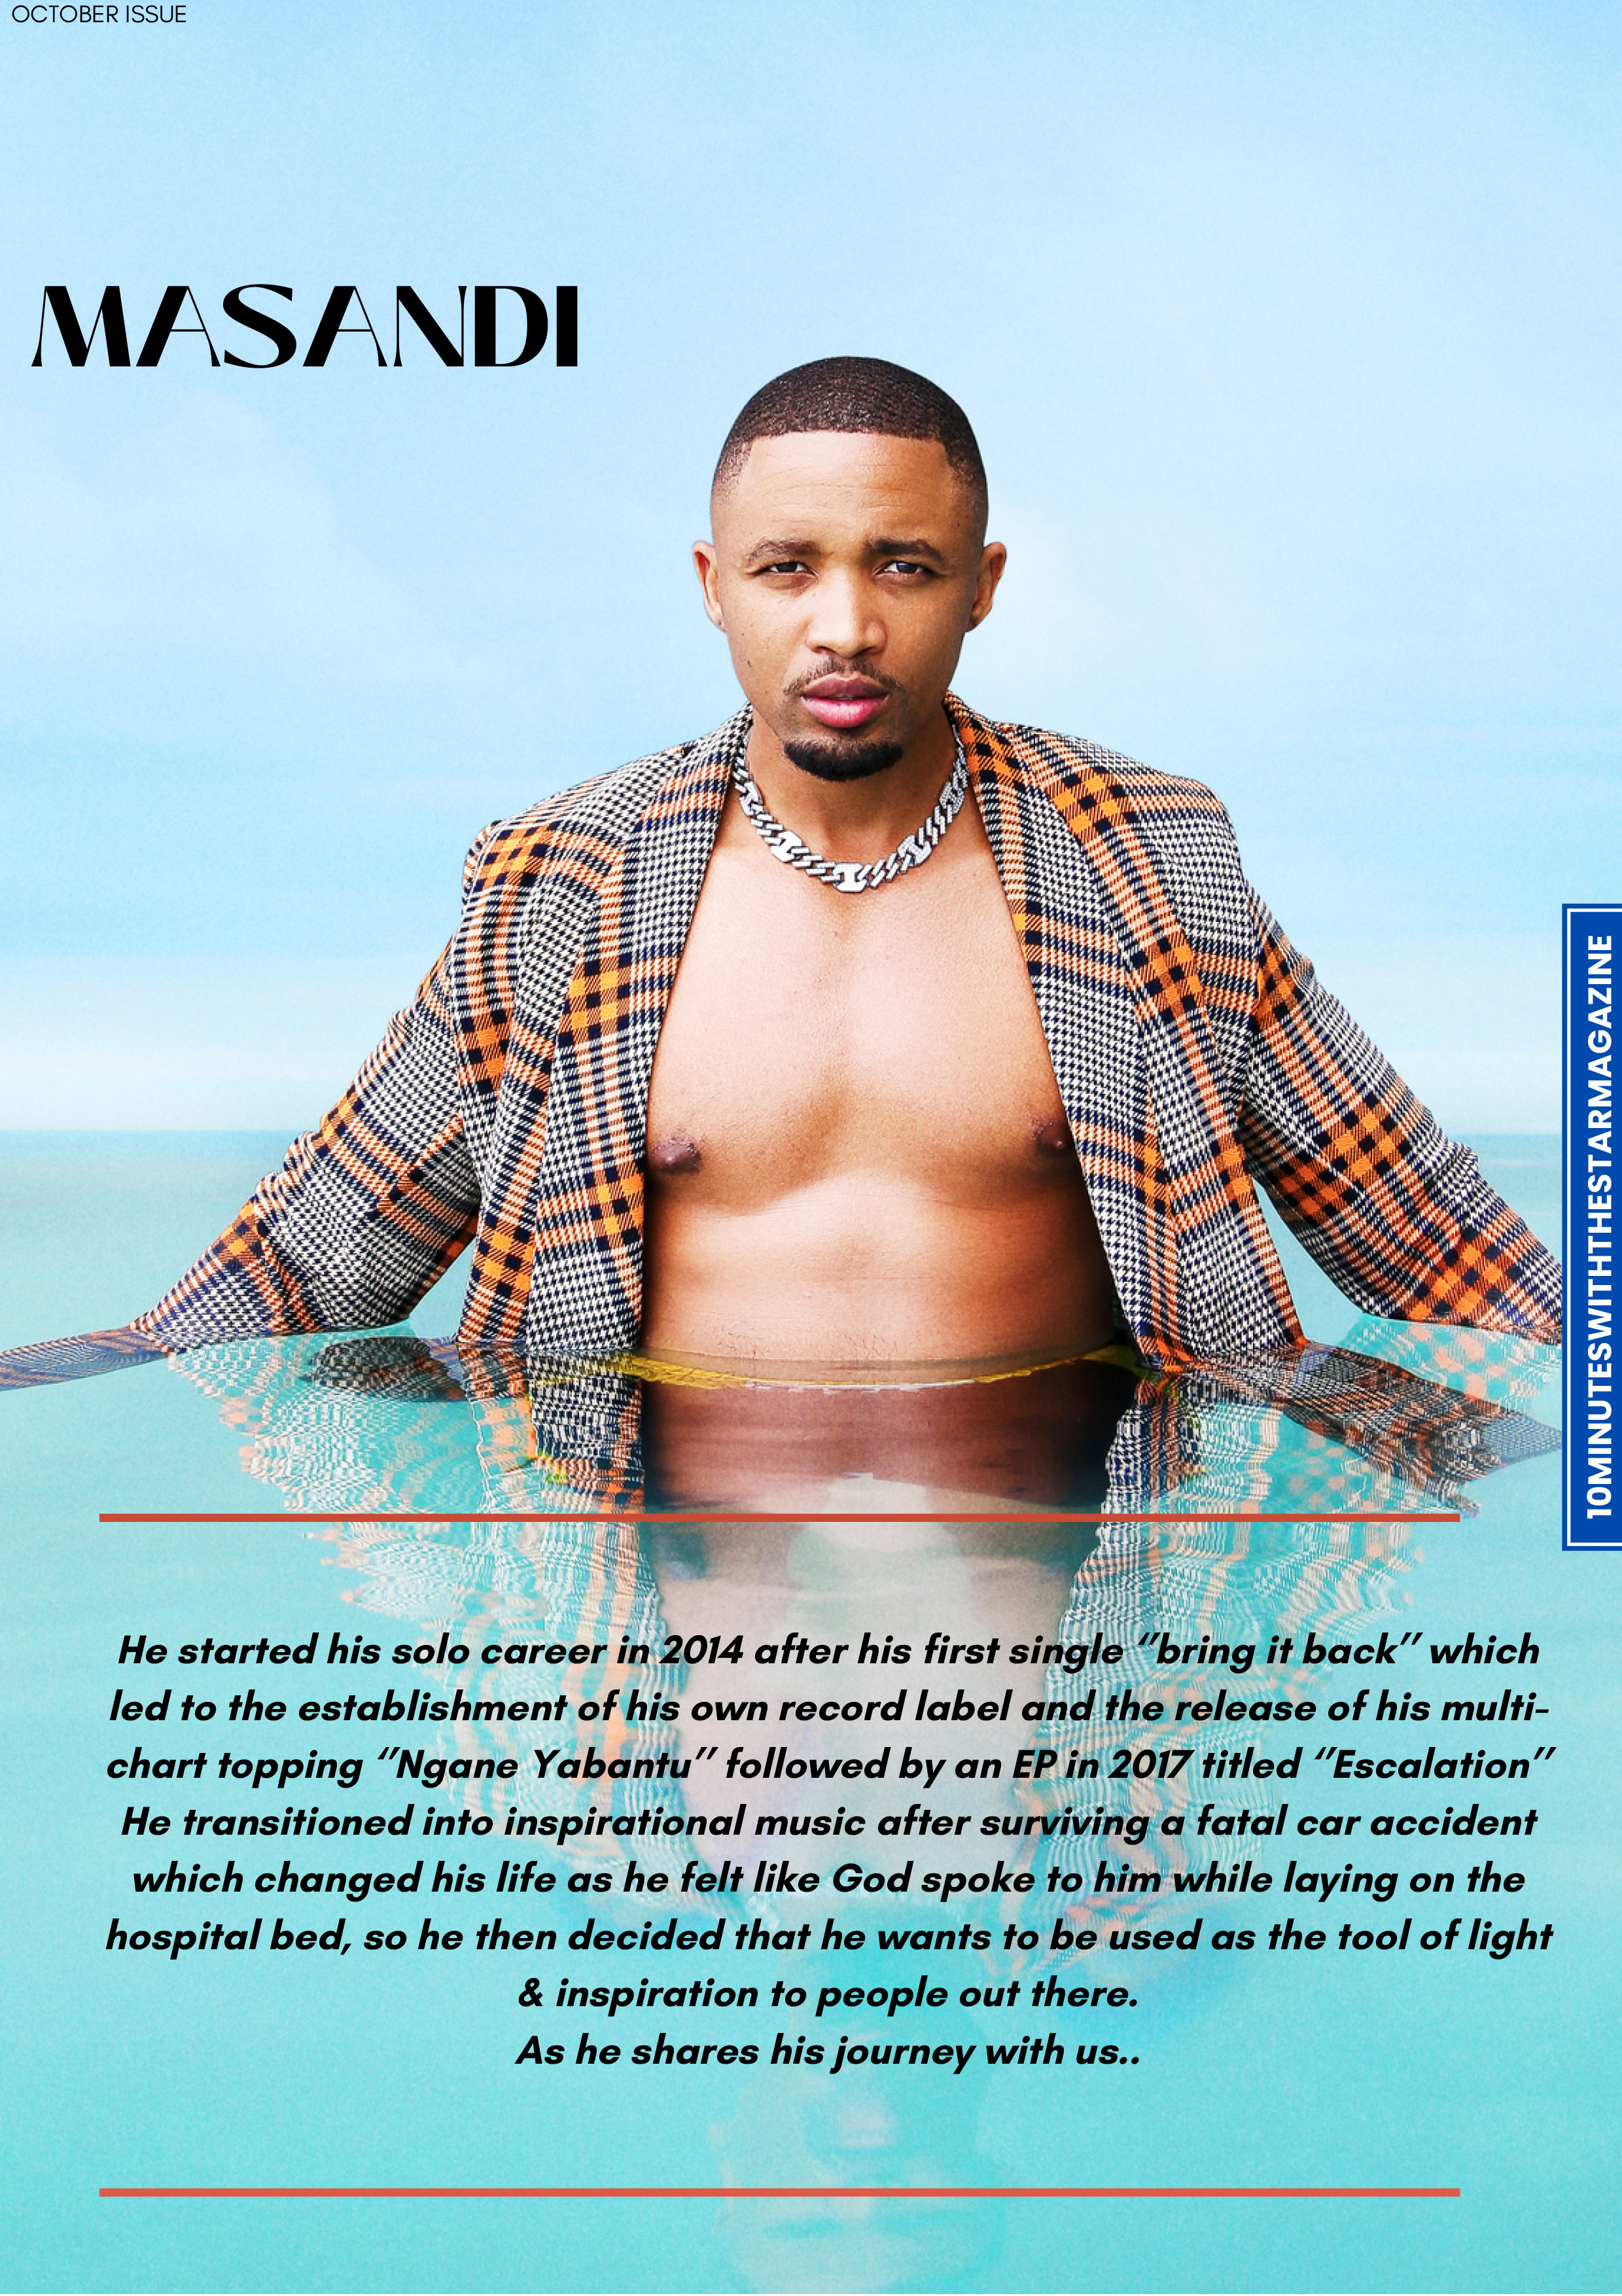 OCTOBER ISSUE
MASANDI
10MINUTESWITHTHESTARMAGAZINE
He started his solo career in 2014 after his first single ‘’bring it back’’ which
led to the establishment of his own record label and the release of his multi-
chart topping ‘’Ngane Yabantu’’ followed by an EP in 2017 titled ‘’Escalation’’
He transitioned into inspirational music after surviving a fatal car accident
which changed his life as he felt like God spoke to him while laying on the
hospital bed, so he then decided that he wants to be used as the tool of light
& inspiration to people out there.
As he shares his journey with us..